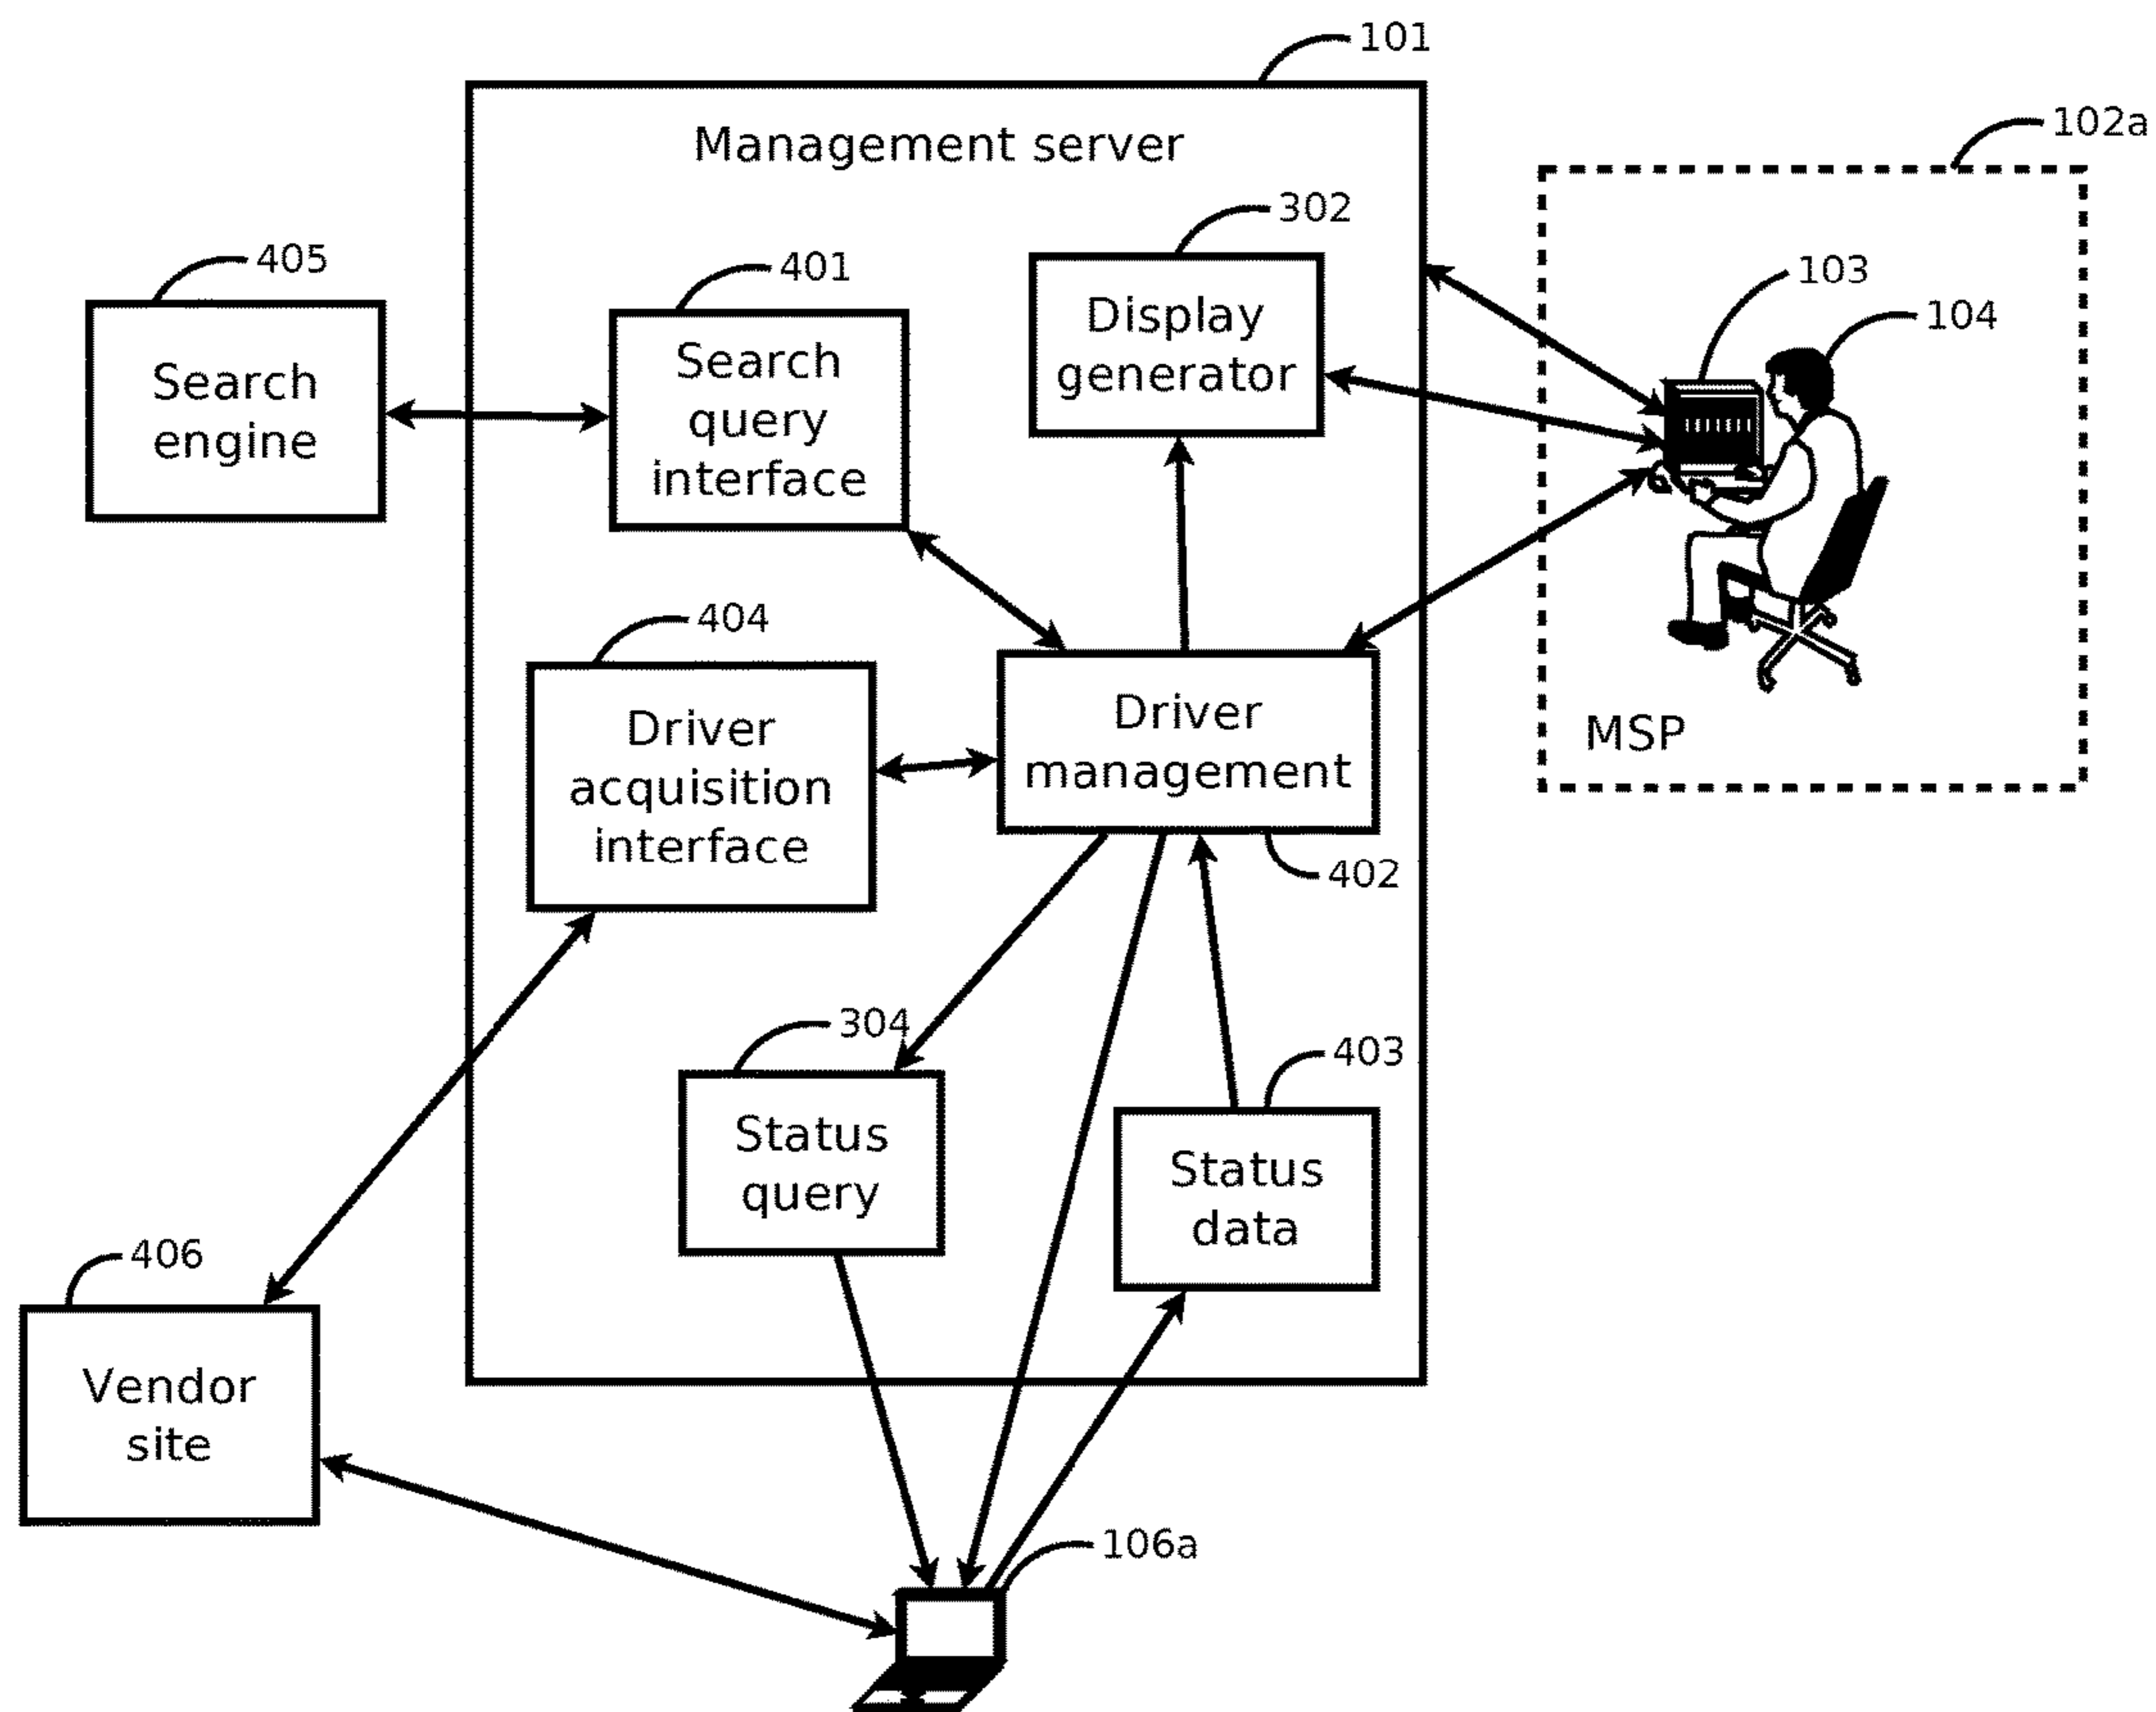 101
Management server
102a
302
405
401
103
104
Display
generator
Search
engine
Search
query
interface
404
Driver
acquisition
interface
Driver
management
MSP
402
304
403
Status
query
Status
data
406
Vendor
site
106a